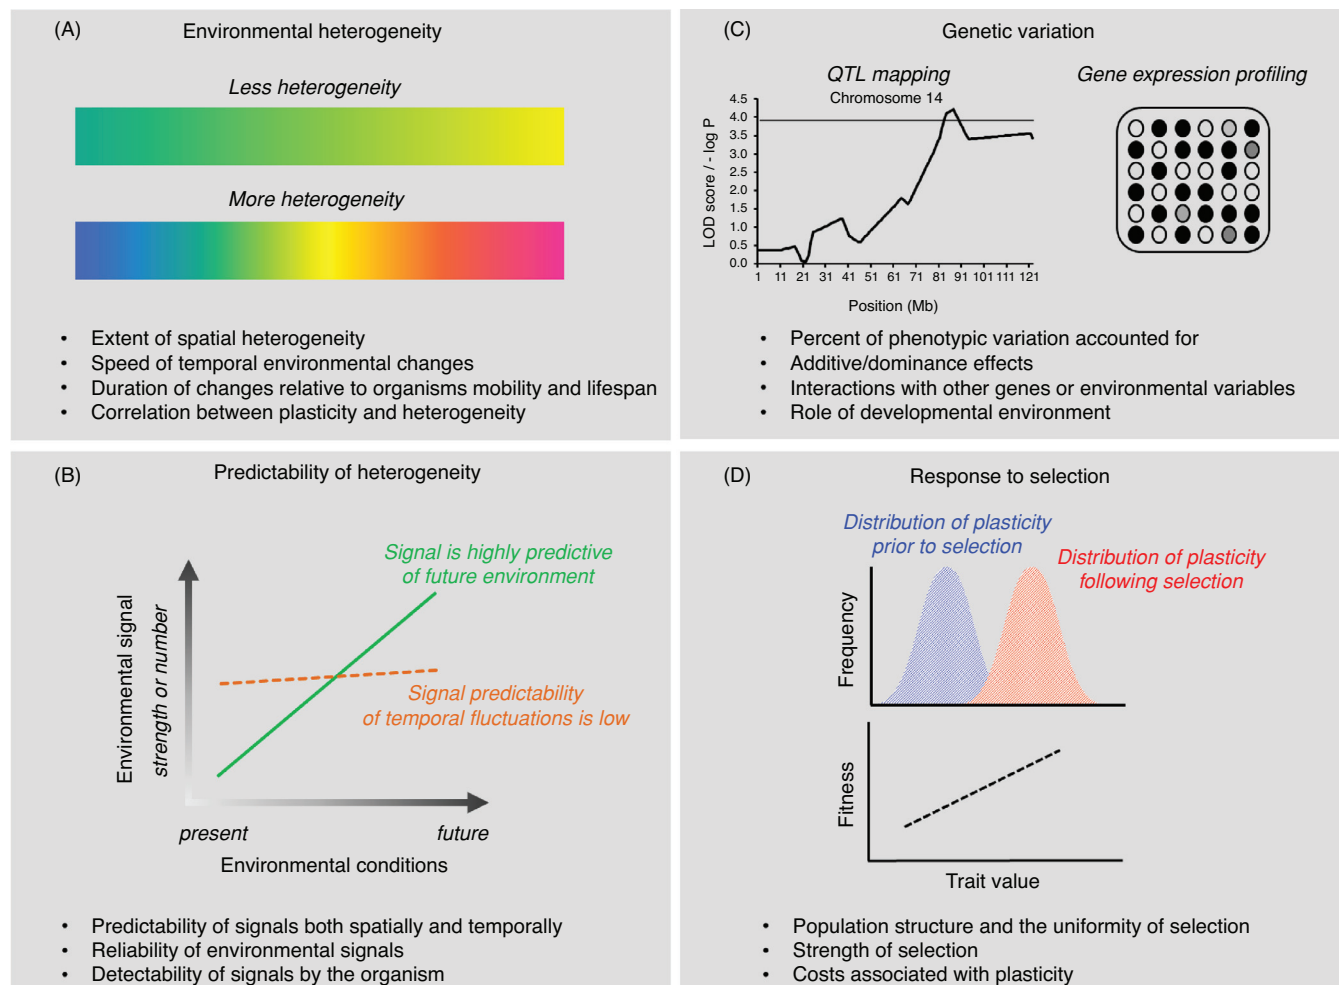 (A)
Environmental heterogeneity
Less heterogeneity
More heterogeneity
• Extent of spatial heterogeneity
• Speed of temporal environmental changes
• Duration of changes relative to organisms mobility and lifespan
• Correlation between plasticity and heterogeneity
(B)
Predictability of heterogeneity
Signal is highly predictive
of future environment
Signal predictability
of temporal fluctuations is low
Environmental signal
strength or number
present
future
Environmental conditions
• Predictability of signals both spatially and temporally
• Reliability of environmental signals
• Detectability of signals by the organism
(C)
Genetic variation
QTL mapping
Chromosome 14
LOD score / - log P
4.5
4.0
3.5
3.0
2.5
2.0
1.5
1.0
0.5
0.0
1 11 21 31 41 51 61 71 81 91 101 111 121
Position (Mb)
Gene expression profiling
• Percent of phenotypic variation accounted for
• Additive/dominance effects
• Interactions with other genes or environmental variables
• Role of developmental environment
(D)
Response to selection
Distribution of plasticity
prior to selection
Distribution of plasticity
following selection
Frequency
Fitness
Trait value
• Population structure and the uniformity of selection
• Strength of selection
• Costs associated with plasticity